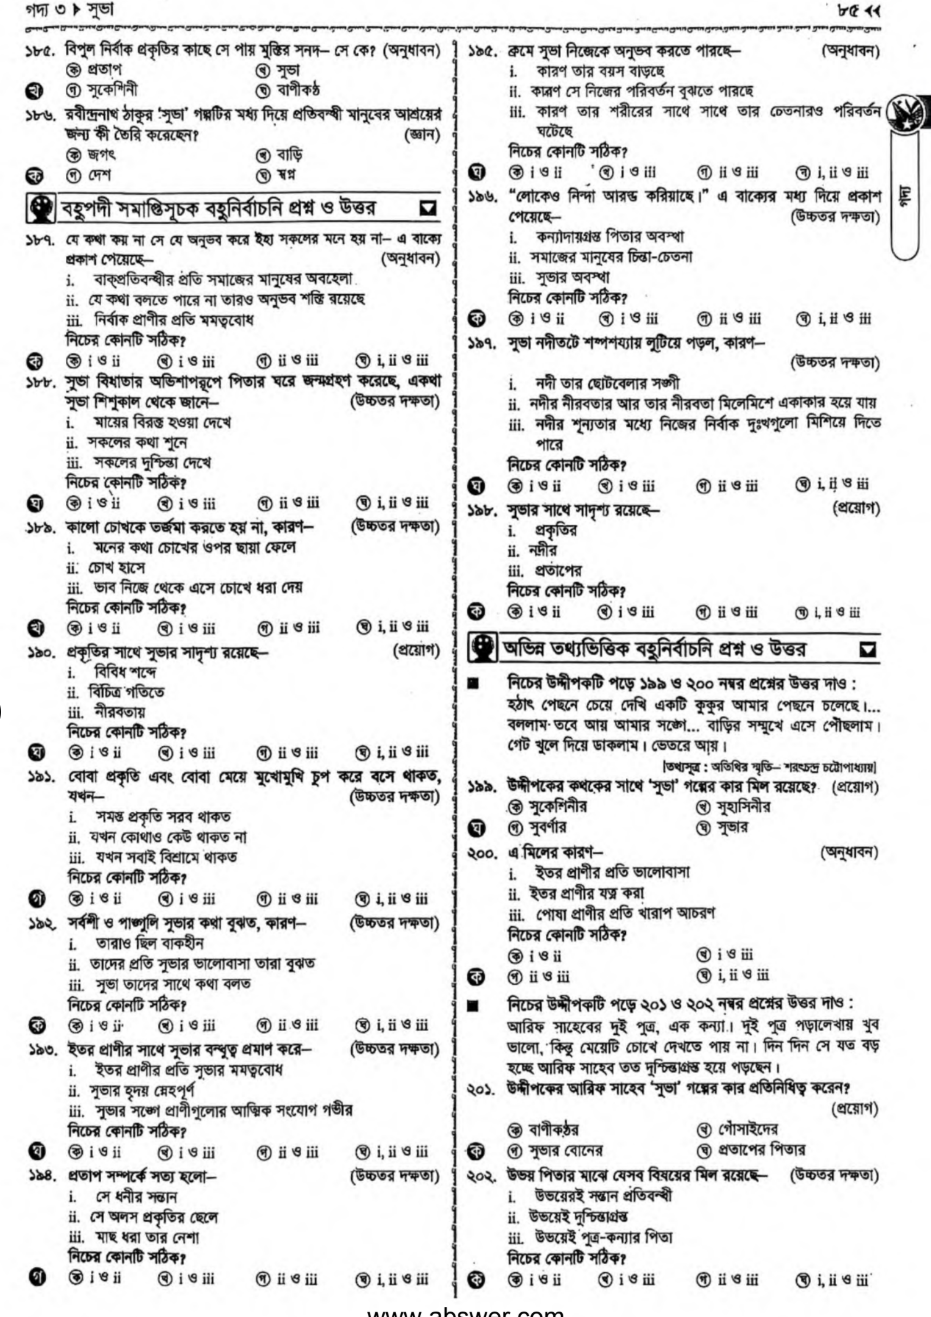 গদ্য ৩ ▶ সুভা
৮৫ ◀◀
১৮৫. বিপুল নির্বাক প্রকৃতির কাছে সে পায় মুক্তির সনদ– সে কে? (অনুধাবন)
ⓚ প্রতাপ ⓛ সুভা
খ গ সুকেশিনী ঘ বাণীকণ্ঠ
১৮৬. রবীন্দ্রনাথ ঠাকুর ‘সুভা’ গল্পটির মধ্য দিয়ে প্রতিবন্ধী মানুষের আশ্রয়ের
জন্য কী তৈরি করেছেন? (জ্ঞান)
ক জগৎ খ বাড়ি
ক গ দেশ ঘ স্বপ্ন
বহুপদী সমাপ্তিসূচক বহুনির্বাচনি প্রশ্ন ও উত্তর
১৮৭. যে কথা কয় না সে যে অনুভব করে ইহা সকলের মনে হয় না– এ বাক্যে
প্রকাশ পেয়েছে– (অনুধাবন)
i. বাক্‌প্রতিবন্ধীর প্রতি সমাজের মানুষের অবহেলা
ii. যে কথা বলতে পারে না তারও অনুভব শক্তি রয়েছে
iii. নির্বাক প্রাণীর প্রতি মমত্ববোধ
নিচের কোনটি সঠিক?
ক ক i ও ii খ i ও iii গ ii ও iii ঘ i, ii ও iii
১৮৮. সুভা বিধাতার অভিশাপরূপে পিতার ঘরে জন্মগ্রহণ করেছে, একথা
সুভা শিশুকাল থেকে জানে– (উচ্চতর দক্ষতা)
i. মায়ের বিরক্ত হওয়া দেখে
ii. সকলের কথা শুনে
iii. সকলের দুশ্চিন্তা দেখে
নিচের কোনটি সঠিক?
ঘ ক i ও ii খ i ও iii গ ii ও iii ঘ i, ii ও iii
১৮৯. কালো চোখকে তর্জমা করতে হয় না, কারণ– (উচ্চতর দক্ষতা)
i. মনের কথা চোখের ওপর ছায়া ফেলে
ii. চোখ হাসে
iii. ভাব নিজে থেকে এসে চোখে ধরা দেয়
নিচের কোনটি সঠিক?
খ ক i ও ii খ i ও iii গ ii ও iii ঘ i, ii ও iii
১৯০. প্রকৃতির সাথে সুভার সাদৃশ্য রয়েছে– (প্রয়োগ)
i. বিবিধ শব্দে
ii. বিচিত্র গতিতে
iii. নীরবতায়
নিচের কোনটি সঠিক?
ঘ ক i ও ii খ i ও iii গ ii ও iii ঘ i, ii ও iii
১৯১. বোবা প্রকৃতি এবং বোবা মেয়ে মুখোমুখি চুপ করে বসে থাকত,
যখন– (উচ্চতর দক্ষতা)
i. সমস্ত প্রকৃতি সরব থাকত
ii. যখন কোথাও কেউ থাকত না
iii. যখন সবাই বিশ্রামে থাকত
নিচের কোনটি সঠিক?
গ ক i ও ii খ i ও iii গ ii ও iii ঘ i, ii ও iii
১৯২. সর্বশী ও পাঙ্গুলি সুভার কথা বুঝত, কারণ– (উচ্চতর দক্ষতা)
i. তারাও ছিল বাকহীন
ii. তাদের প্রতি সুভার ভালোবাসা তারা বুঝত
iii. সুভা তাদের সাথে কথা বলত
নিচের কোনটি সঠিক?
ক ক i ও ii খ i ও iii গ ii ও iii ঘ i, ii ও iii
১৯৩. ইতর প্রাণীর সাথে সুভার বন্ধুত্ব প্রমাণ করে– (উচ্চতর দক্ষতা)
i. ইতর প্রাণীর প্রতি সুভার মমত্ববোধ
ii. সুভার হৃদয় স্নেহপূর্ণ
iii. সুভার সঙ্গে প্রাণীগুলোর আত্মিক সংযোগ গভীর
নিচের কোনটি সঠিক?
ঘ ক i ও ii খ i ও iii গ ii ও iii ঘ i, ii ও iii
১৯৪. প্রতাপ সম্পর্কে সত্য হলো– (উচ্চতর দক্ষতা)
i. সে ধনীর সন্তান
ii. সে অলস প্রকৃতির ছেলে
iii. মাছ ধরা তার নেশা
নিচের কোনটি সঠিক?
গ ক i ও ii খ i ও iii গ ii ও iii ঘ i, ii ও iii
১৯৫. ক্রমে সুভা নিজেকে অনুভব করতে পারছে– (অনুধাবন)
i. কারণ তার বয়স বাড়ছে
ii. কারণ সে নিজের পরিবর্তন বুঝতে পারছে
iii. কারণ তার শরীরের সাথে সাথে তার চেতনারও পরিবর্তন
ঘটেছে
নিচের কোনটি সঠিক?
ঘ ক i ও ii খ i ও iii গ ii ও iii ঘ i, ii ও iii
১৯৬. “লোকেও নিন্দা আরম্ভ করিয়াছে।” এ বাক্যের মধ্য দিয়ে প্রকাশ
পেয়েছে– (উচ্চতর দক্ষতা)
i. কন্যাদায়গ্রস্ত পিতার অবস্থা
ii. সমাজের মানুষের চিন্তা-চেতনা
iii. সুভার অবস্থা
নিচের কোনটি সঠিক?
ক ক i ও ii খ i ও iii গ ii ও iii ঘ i, ii ও iii
১৯৭. সুভা নদীতটে শষ্পশয্যায় লুটিয়ে পড়ল, কারণ–
(উচ্চতর দক্ষতা)
i. নদী তার ছোটবেলার সঙ্গী
ii. নদীর নীরবতার আর তার নীরবতা মিলেমিশে একাকার হয়ে যায়
iii. নদীর শূন্যতার মধ্যে নিজের নির্বাক দুঃখগুলো মিশিয়ে দিতে
পারে
নিচের কোনটি সঠিক?
ঘ ক i ও ii খ i ও iii গ ii ও iii ঘ i, ii ও iii
১৯৮. সুভার সাথে সাদৃশ্য রয়েছে– (প্রয়োগ)
i. প্রকৃতির
ii. নদীর
iii. প্রতাপের
নিচের কোনটি সঠিক?
ক ক i ও ii খ i ও iii গ ii ও iii ঘ i, ii ও iii
অভিন্ন তথ্যভিত্তিক বহুনির্বাচনি প্রশ্ন ও উত্তর
■ নিচের উদ্দীপকটি পড়ে ১৯৯ ও ২০০ নম্বর প্রশ্নের উত্তর দাও :
হঠাৎ পেছনে চেয়ে দেখি একটি কুকুর আমার পেছনে চলেছে।...
বললাম তবে আয় আমার সঙ্গে... বাড়ির সম্মুখে এসে পৌঁছলাম।
গেট খুলে দিয়ে ডাকলাম। ভেতরে আয়।
[তথ্যসূত্র : অতিথির স্মৃতি– শরৎচন্দ্র চট্টোপাধ্যায়]
১৯৯. উদ্দীপকের কথকের সাথে ‘সুভা’ গল্পের কার মিল রয়েছে? (প্রয়োগ)
ক সুকেশিনীর খ সুহাসিনীর
ঘ গ সুবর্ণার ঘ সুভার
২০০. এ মিলের কারণ– (অনুধাবন)
i. ইতর প্রাণীর প্রতি ভালোবাসা
ii. ইতর প্রাণীর যত্ন করা
iii. পোষা প্রাণীর প্রতি খারাপ আচরণ
নিচের কোনটি সঠিক?
ক i ও ii খ i ও iii
ক গ ii ও iii ঘ i, ii ও iii
■ নিচের উদ্দীপকটি পড়ে ২০১ ও ২০২ নম্বর প্রশ্নের উত্তর দাও :
আরিফ সাহেবের দুই পুত্র, এক কন্যা। দুই পুত্র পড়ালেখায় খুব
ভালো, কিন্তু মেয়েটি চোখে দেখতে পায় না। দিন দিন সে যত বড়
হচ্ছে আরিফ সাহেব তত দুশ্চিন্তাগ্রস্ত হয়ে পড়ছেন।
২০১. উদ্দীপকের আরিফ সাহেব ‘সুভা’ গল্পের কার প্রতিনিধিত্ব করেন?
(প্রয়োগ)
ক বাণীকণ্ঠর খ গোঁসাইদের
ক গ সুভার বোনের ঘ প্রতাপের পিতার
২০২. উভয় পিতার মাঝে যেসব বিষয়ের মিল রয়েছে– (উচ্চতর দক্ষতা)
i. উভয়েরই সন্তান প্রতিবন্ধী
ii. উভয়েই দুশ্চিন্তাগ্রস্ত
iii. উভয়েই পুত্র-কন্যার পিতা
নিচের কোনটি সঠিক?
ক ক i ও ii খ i ও iii গ ii ও iii ঘ i, ii ও iii
গদ্য
www.abswer.com